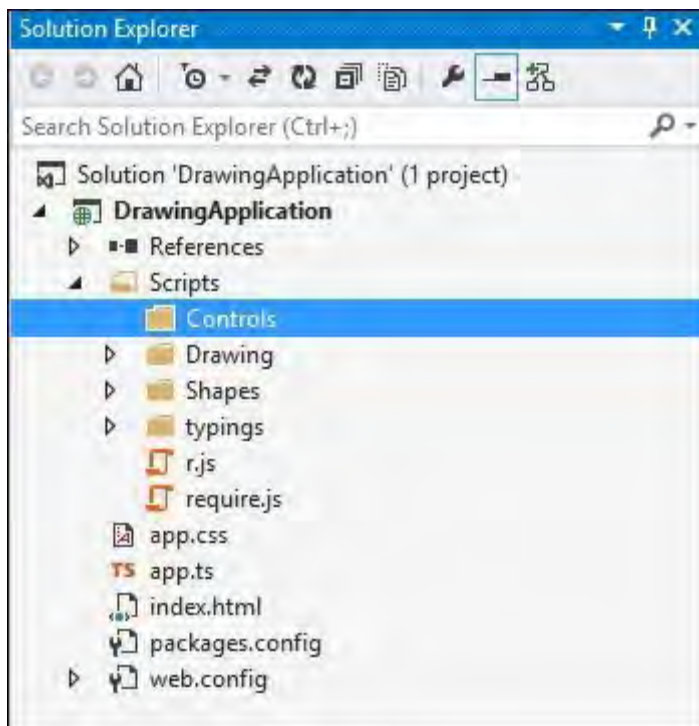 Solution Explorer
Search Solution Explorer (Ctrl+;)
Solution 'DrawingApplication' (1 project)
DrawingApplication
References
Scripts
Controls
Drawing
Shapes
typings
r.js
require.js
app.css
TS app.ts
index.html
packages.config
web.config